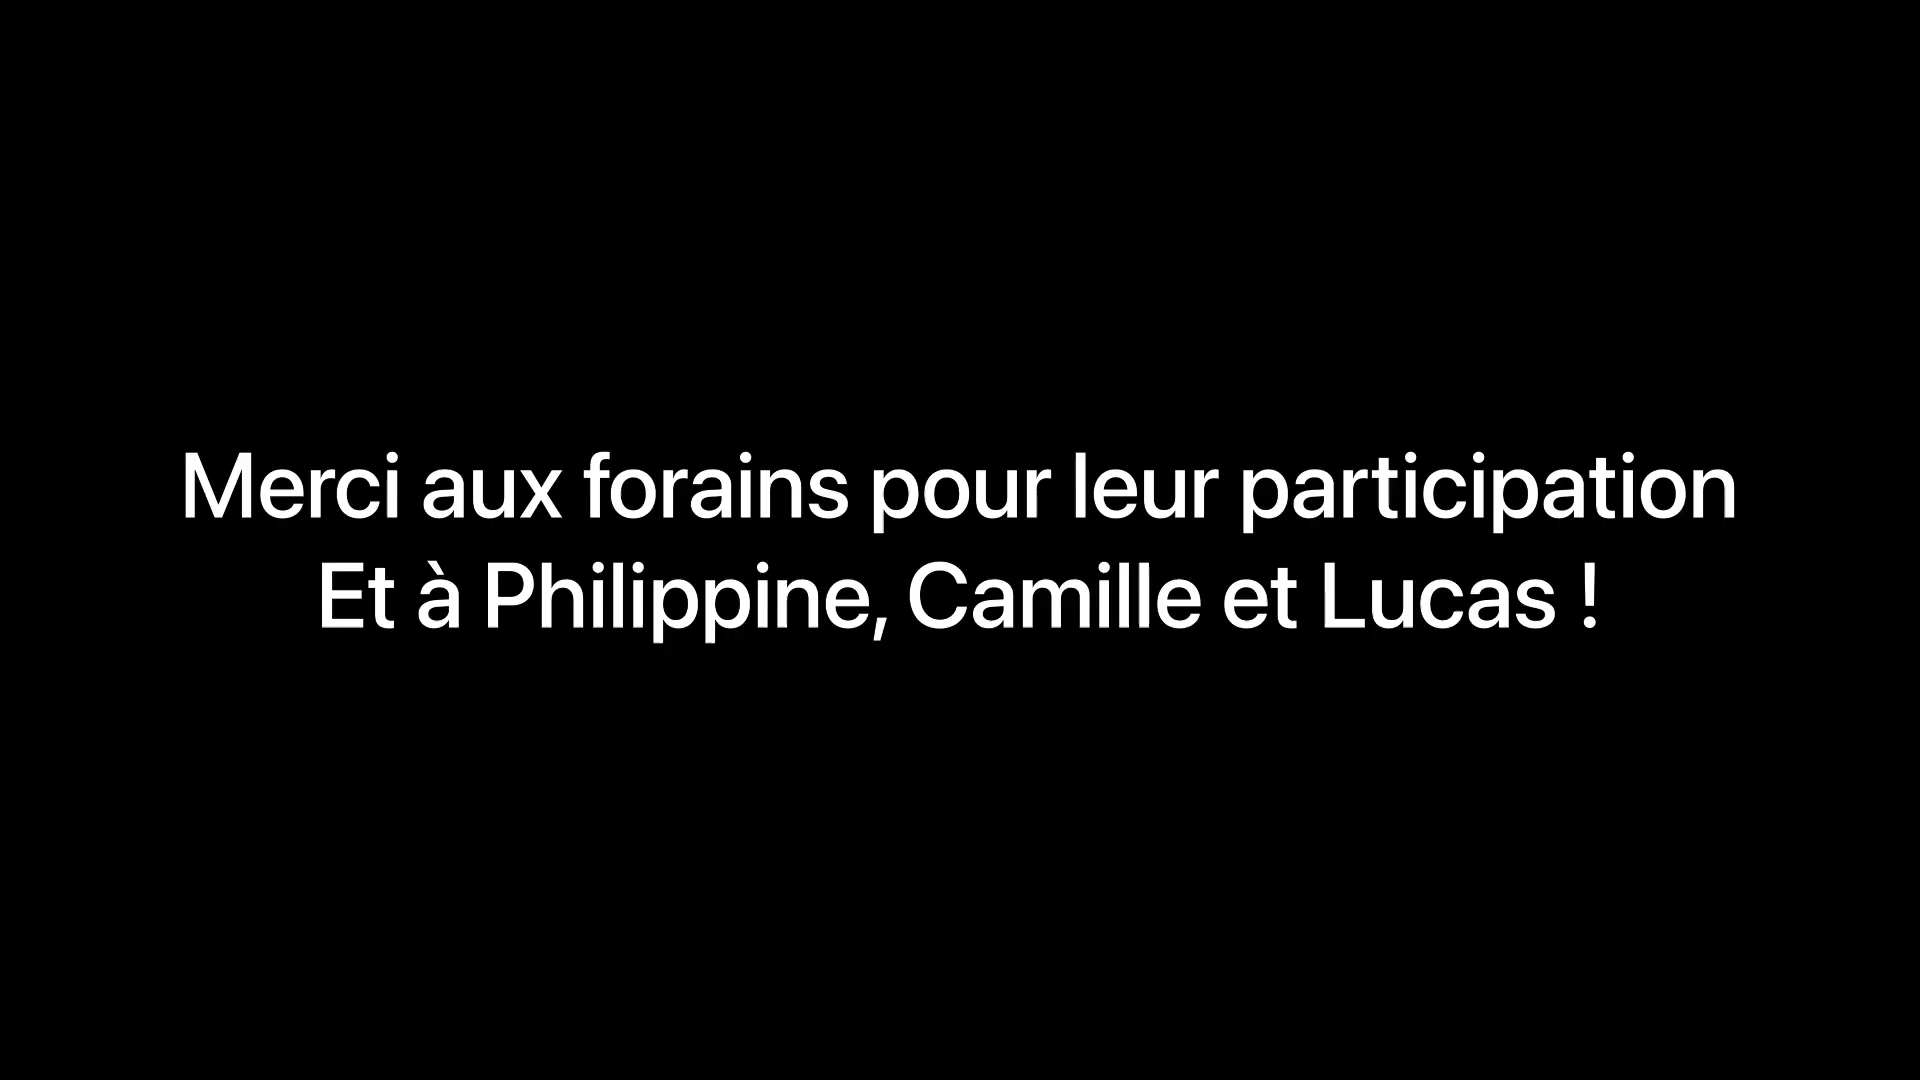 Merci aux forains pour leur participation
Et à Philippine, Camille et Lucas !